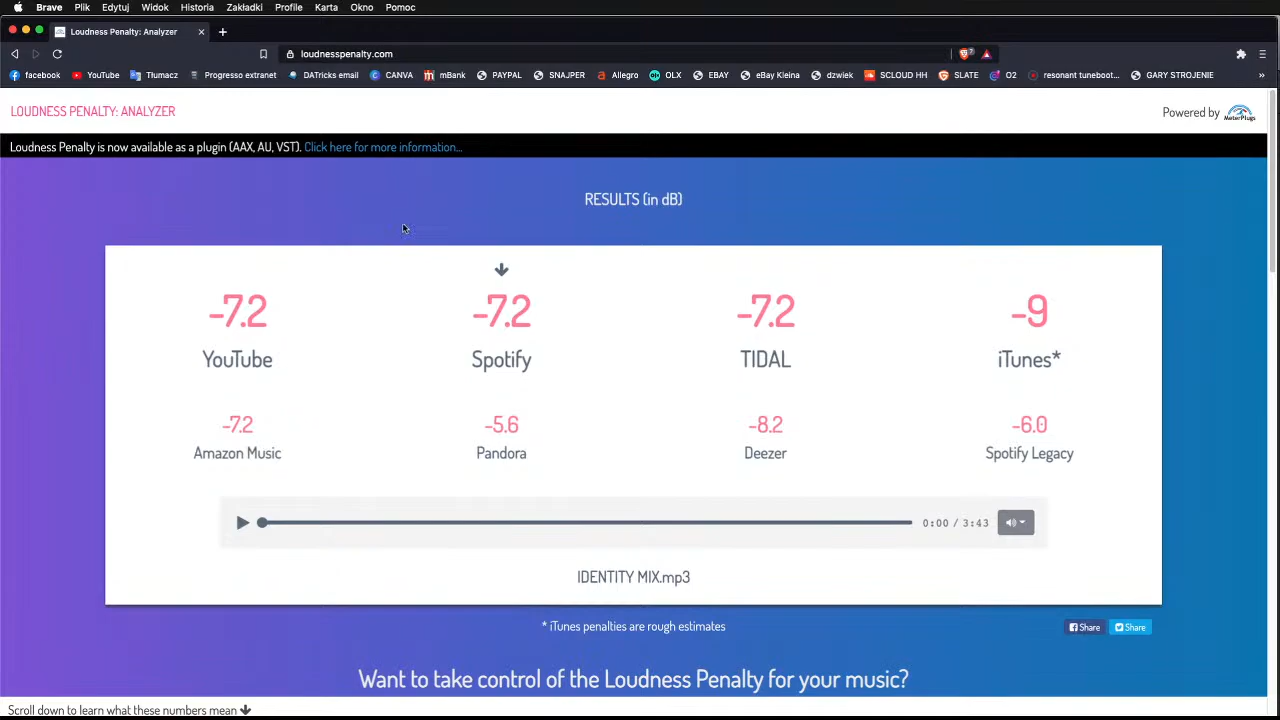 Brave Plik Edytuj Widok Historia Zakładki Profile Karta Okno Pomoc
Loudness Penalty: Analyzer
loudnesspenalty.com
facebook YouTube Tłumacz Progresso extranet DATricks email CANVA mBank PAYPAL SNAJPER Allegro OLX EBAY eBay Kleina dzwiek SCLOUD HH SLATE O2 resonant tuneboot... GARY STROJENIE
LOUDNESS PENALTY: ANALYZER
Powered by MeterPlugs
Loudness Penalty is now available as a plugin (AAX, AU, VST). Click here for more information...
RESULTS (in dB)
-7.2 -7.2 -7.2 -9
YouTube Spotify TIDAL iTunes*
-7.2 -5.6 -8.2 -6.0
Amazon Music Pandora Deezer Spotify Legacy
0:00 / 3:43
IDENTITY MIX.mp3
* iTunes penalties are rough estimates
Share Share
Want to take control of the Loudness Penalty for your music?
Scroll down to learn what these numbers mean